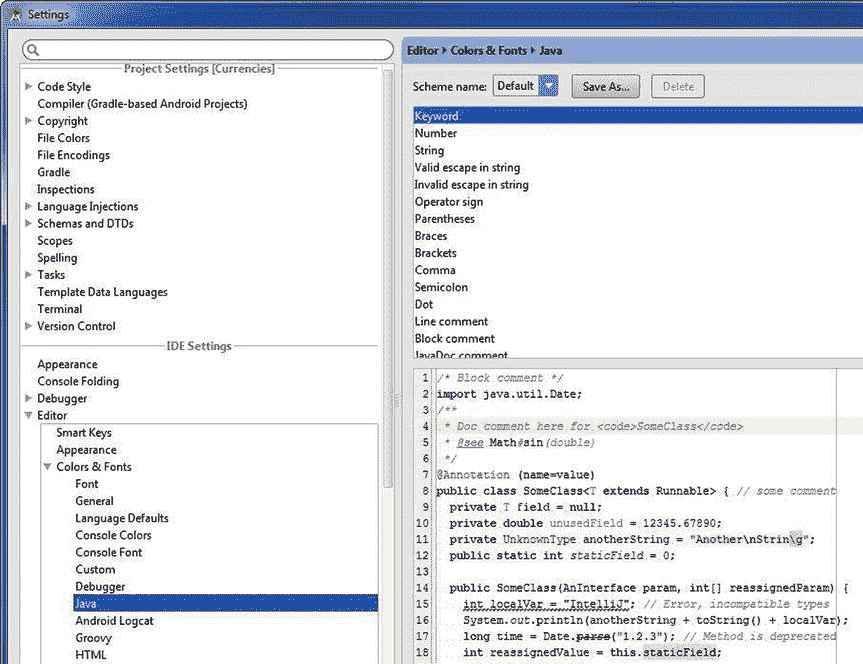 Settings
Project Settings [Currencies]
Code Style
Compiler (Gradle-based Android Projects)
Copyright
File Colors
File Encodings
Gradle
Inspections
Language Injections
Schemas and DTDs
Scopes
Spelling
Tasks
Template Data Languages
Terminal
Version Control
IDE Settings
Appearance
Console Folding
Debugger
Editor
Smart Keys
Appearance
Colors & Fonts
Font
General
Language Defaults
Console Colors
Console Font
Custom
Debugger
Java
Android Logcat
Groovy
HTML
Editor Colors & Fonts Java
Scheme name: Default Save As... Delete
Keyword
Number
String
Valid escape in string
Invalid escape in string
Operator sign
Parentheses
Braces
Brackets
Comma
Semicolon
Dot
Line comment
Block comment
JavaDoc comment
1 /* Block comment */
2 import java.util.Date;
3 /**
4 * Doc comment here for <code>SomeClass</code>
5 * @see Math#sin(double)
6 */
7 @Annotation (name=value)
8 public class SomeClass<T extends Runnable> { // some comment
9 private T field = null;
10 private double unusedField = 12345.67890;
11 private UnknownType anotherString = "Another\nStrin\g";
12 public static int staticField = 0;
13
14 public SomeClass(AnInterface param, int[] reassignedParam) {
15 int localVar = "IntelliJ"; // Error, incompatible types
16 System.out.println(anotherString + toString() + localVar);
17 long time = Date.parse("1.2.3"); // Method is deprecated
18 int reassignedValue = this.staticField;